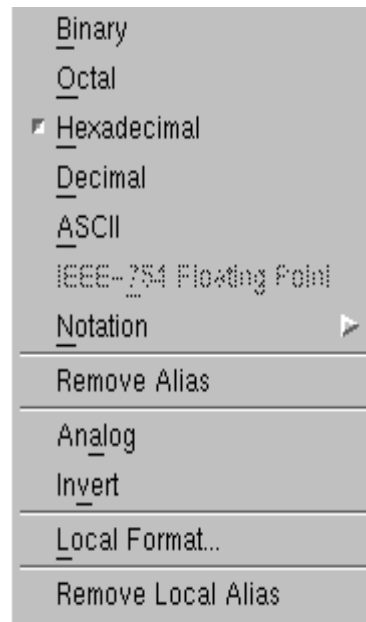 Binary
Octal
Hexadecimal
Decimal
ASCII
IEEE-754 Floating Point
Notation
Remove Alias
Analog
Invert
Local Format...
Remove Local Alias